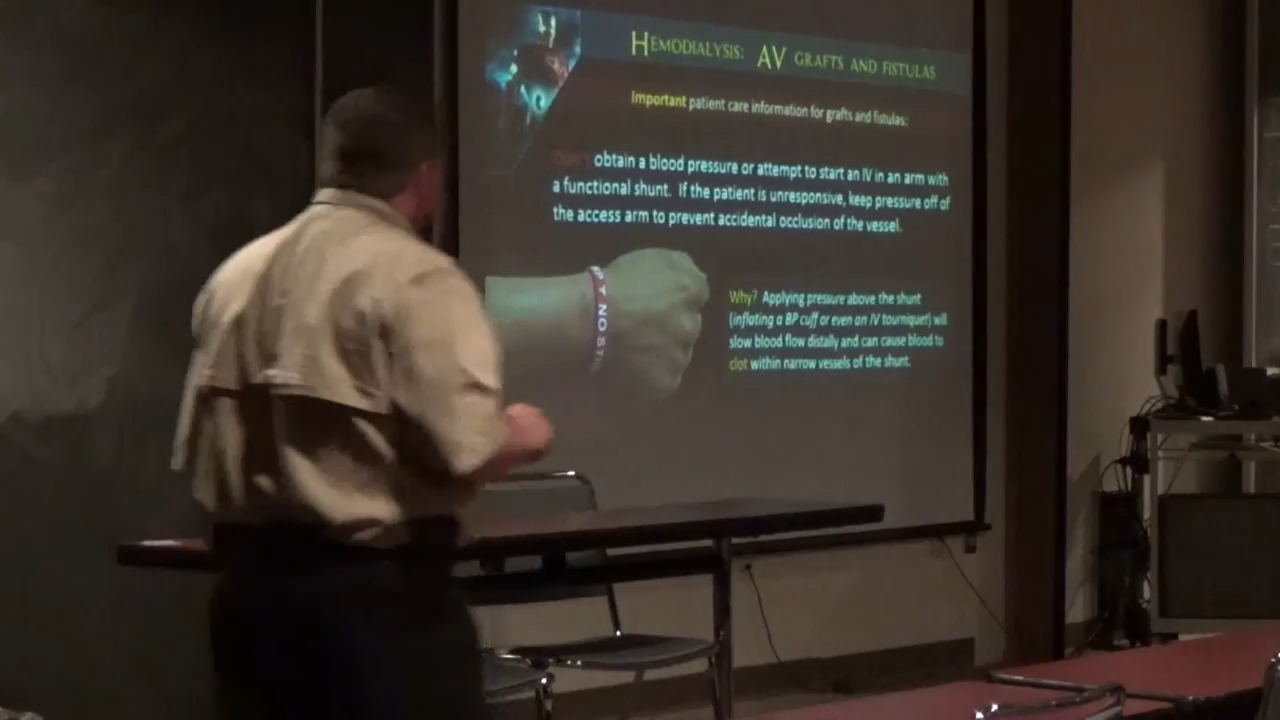 HEMODIALYSIS: AV GRAFTS AND FISTULAS
Important patient care information for grafts and fistulas:
Don't obtain a blood pressure or attempt to start an IV in an arm with
a functional shunt. If the patient is unresponsive, keep pressure off of
the access arm to prevent accidental occlusion of the vessel.
Why? Applying pressure above the shunt
(inflating a BP cuff or even an IV tourniquet) will
slow blood flow distally and can cause blood to
clot within narrow vessels of the shunt.
NO